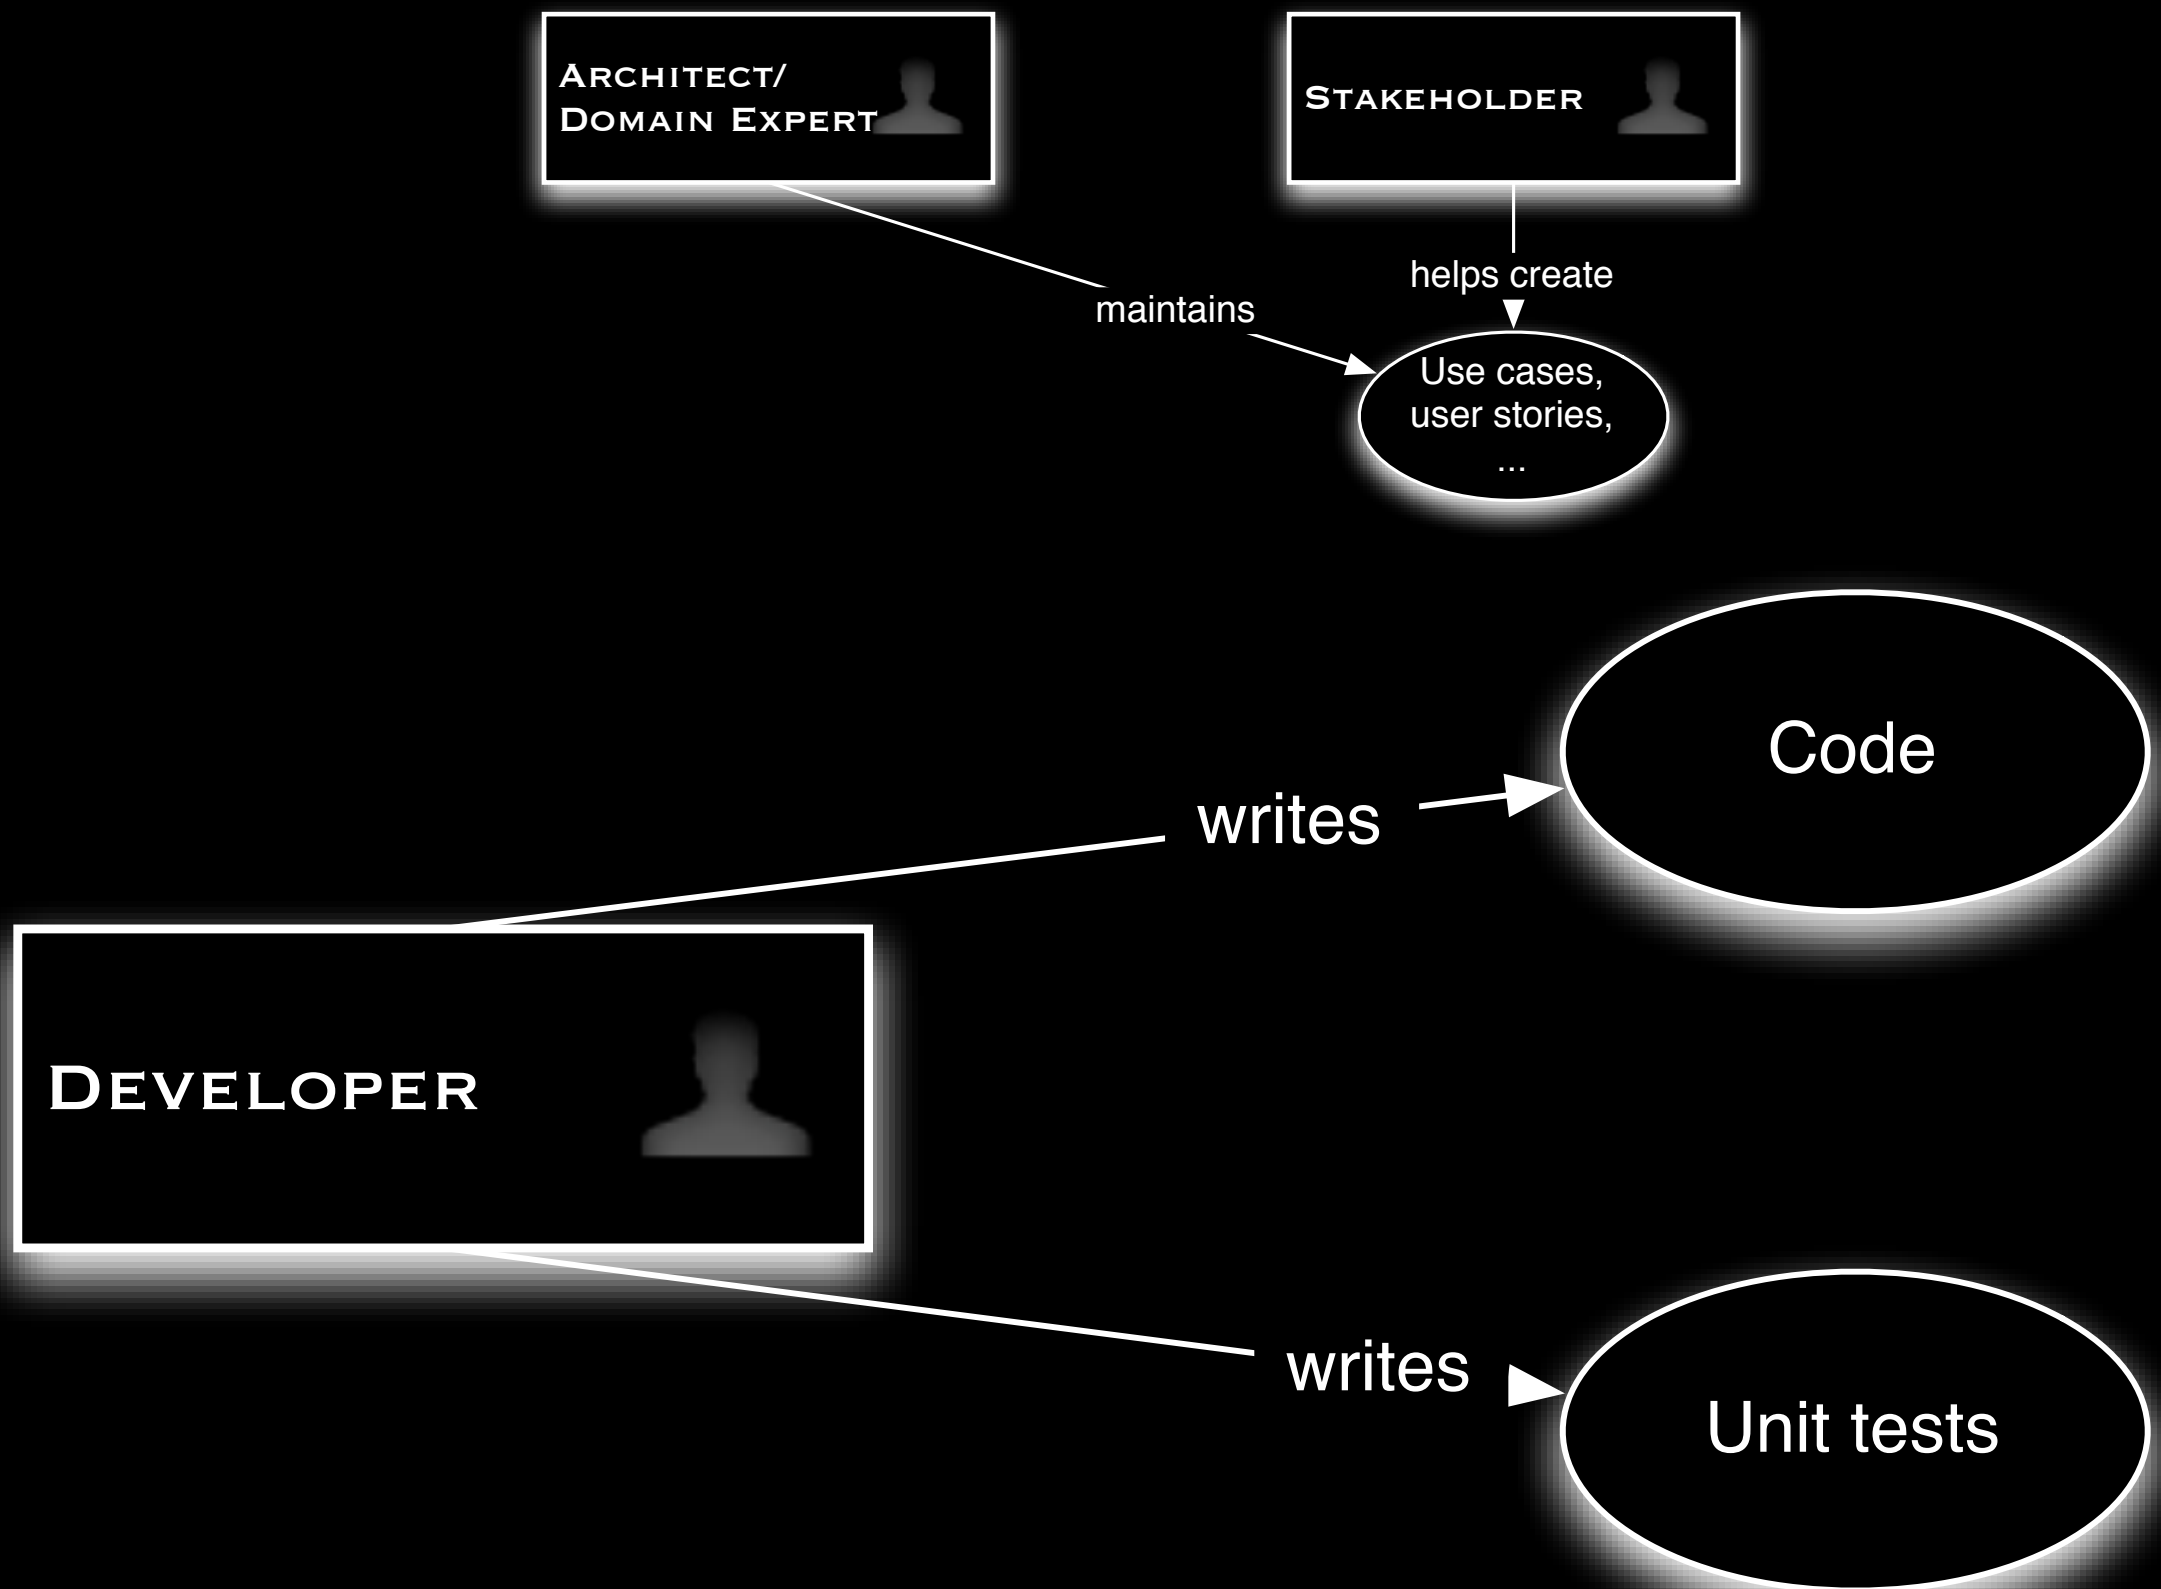 ARCHITECT/
DOMAIN EXPERT
STAKEHOLDER
helps create
maintains
Use cases,
user stories,
...
Code
writes
DEVELOPER
writes
Unit tests